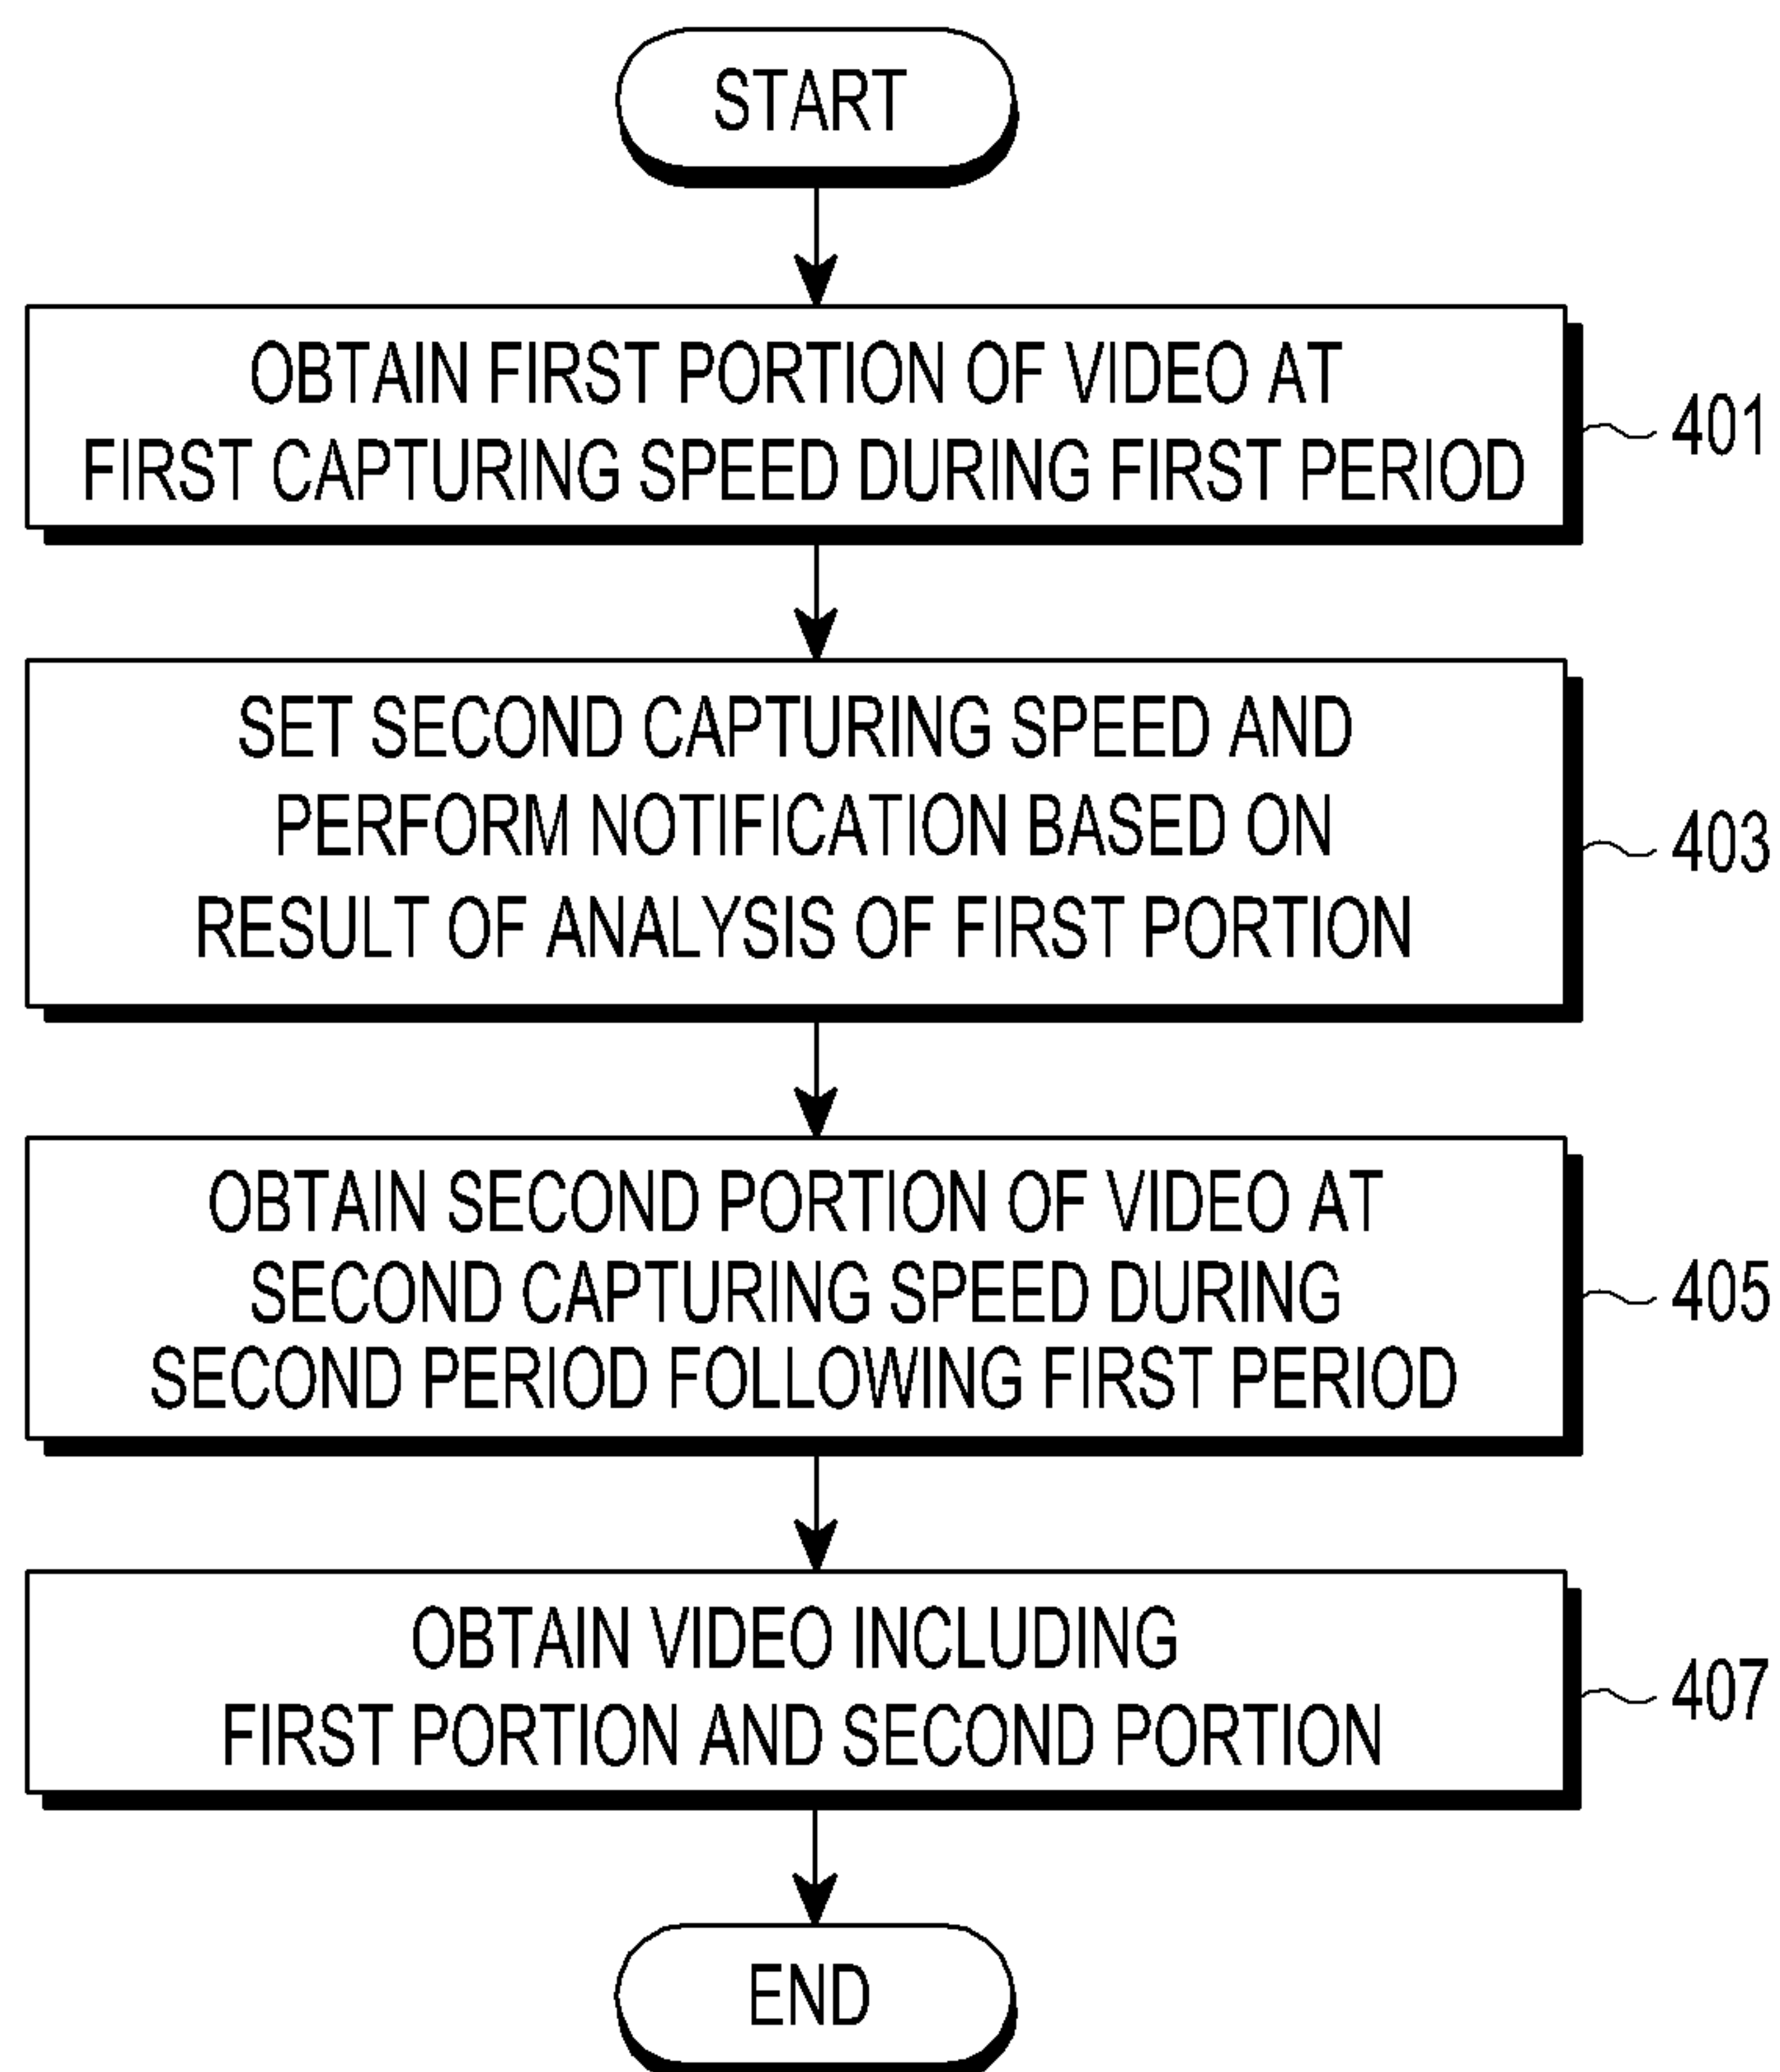 START
OBTAIN FIRST PORTION OF VIDEO AT
FIRST CAPTURING SPEED DURING FIRST PERIOD
401
SET SECOND CAPTURING SPEED AND
PERFORM NOTIFICATION BASED ON
RESULT OF ANALYSIS OF FIRST PORTION
403
OBTAIN SECOND PORTION OF VIDEO AT
SECOND CAPTURING SPEED DURING
SECOND PERIOD FOLLOWING FIRST PERIOD
405
OBTAIN VIDEO INCLUDING
FIRST PORTION AND SECOND PORTION
407
END